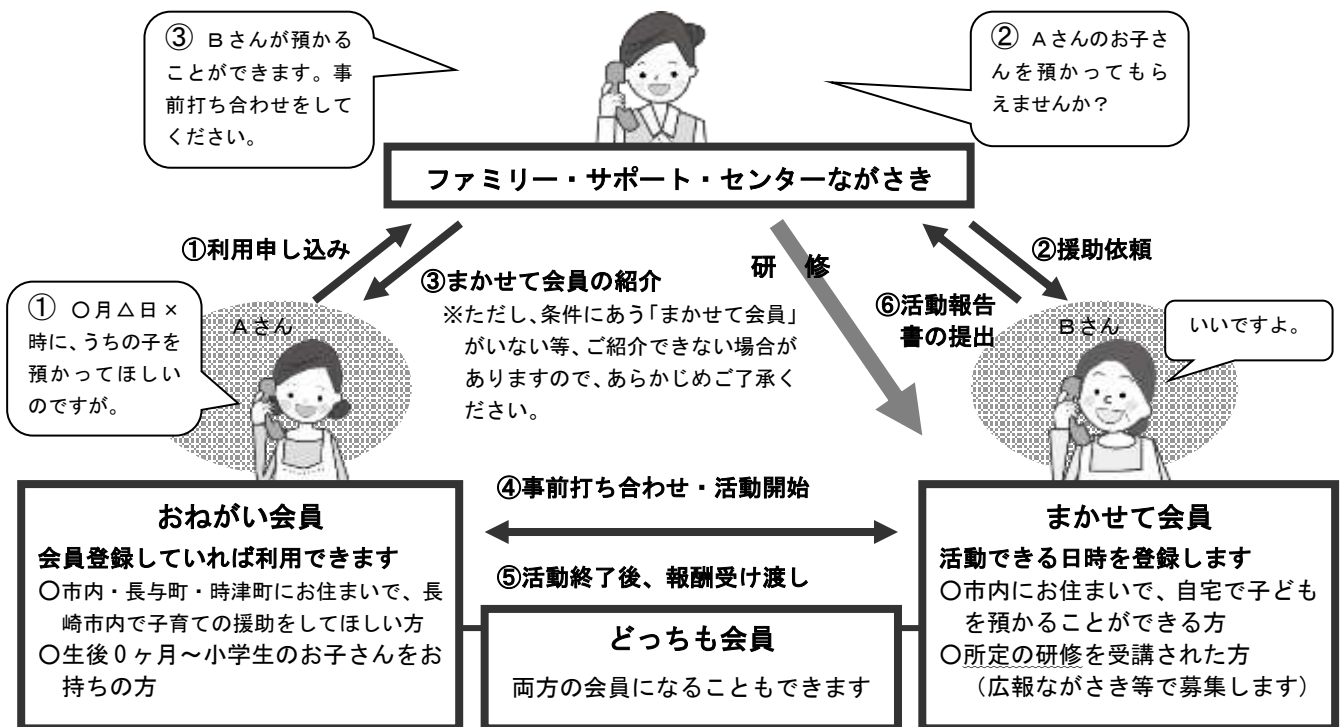 ③ Bさんが預かる
ことができます。事
前打ち合わせをして
ください。
② Aさんのお子さ
んを預かってもら
えませんか？
ファミリー・サポート・センターながさき
①利用申し込み
③まかせて会員の紹介
※ただし、条件にあう「まかせて会員」
がいない等、ご紹介できない場合が
ありますので、あらかじめご了承く
ださい。
研　修
②援助依頼
⑥活動報告
書の提出
① ○月△日×
時に、うちの子を
預かってほしい
のですが。
Aさん
Bさん
いいですよ。
④事前打ち合わせ・活動開始
⑤活動終了後、報酬受け渡し
おねがい会員
会員登録していれば利用できます
○市内・長与町・時津町にお住まいで、長
崎市内で子育ての援助をしてほしい方
○生後０ヶ月～小学生のお子さんをお
持ちの方
どっちも会員
両方の会員になることもできます
まかせて会員
活動できる日時を登録します
○市内にお住まいで、自宅で子ども
を預かることができる方
○所定の研修を受講された方
（広報ながさき等で募集します）